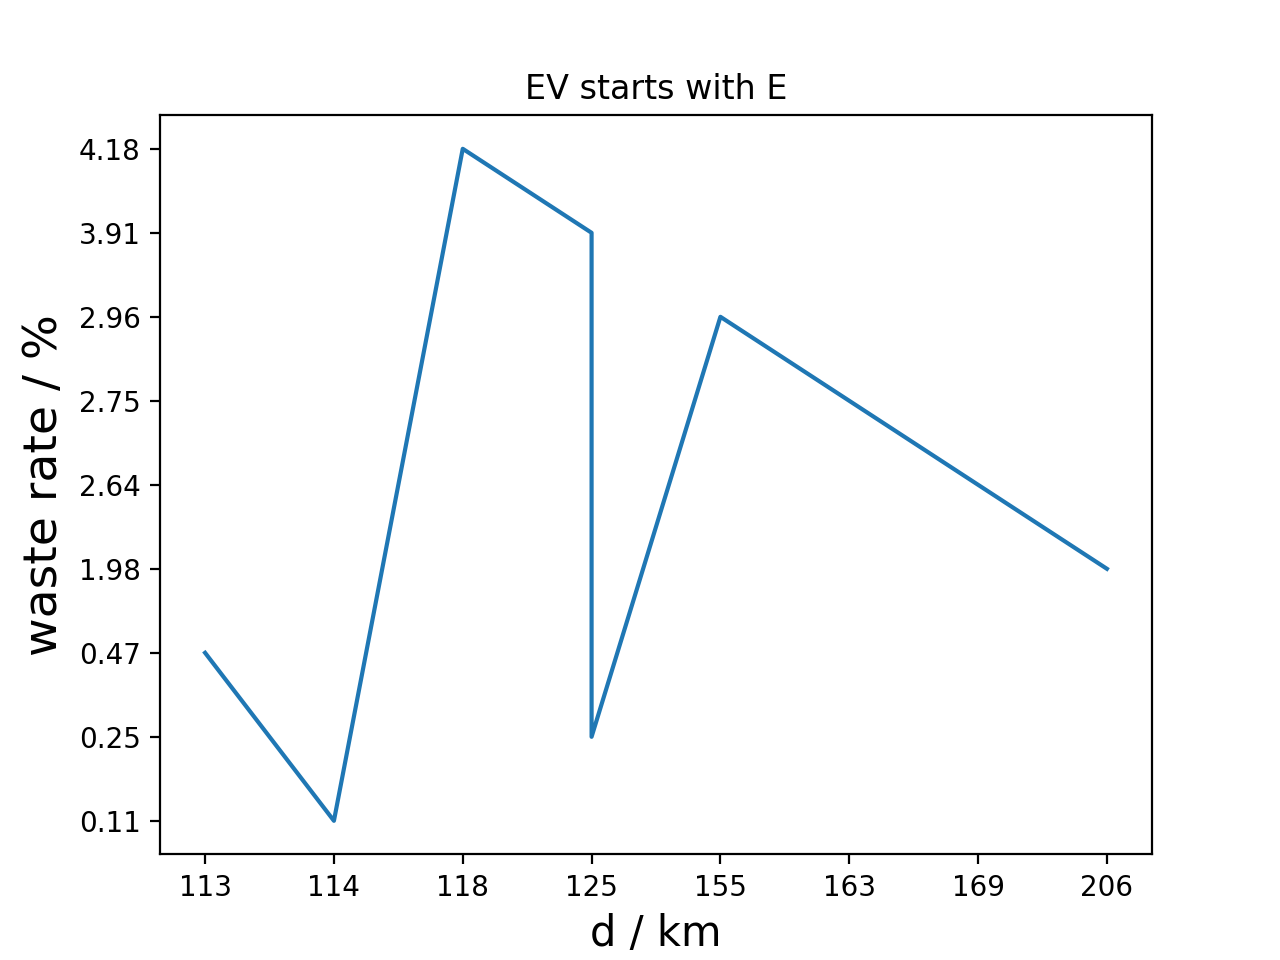 EV starts with E
waste rate / %
4.18
3.91
2.96
2.75
2.64
1.98
0.47
0.25
0.11
113 114 118 125 155 163 169 206
d / km